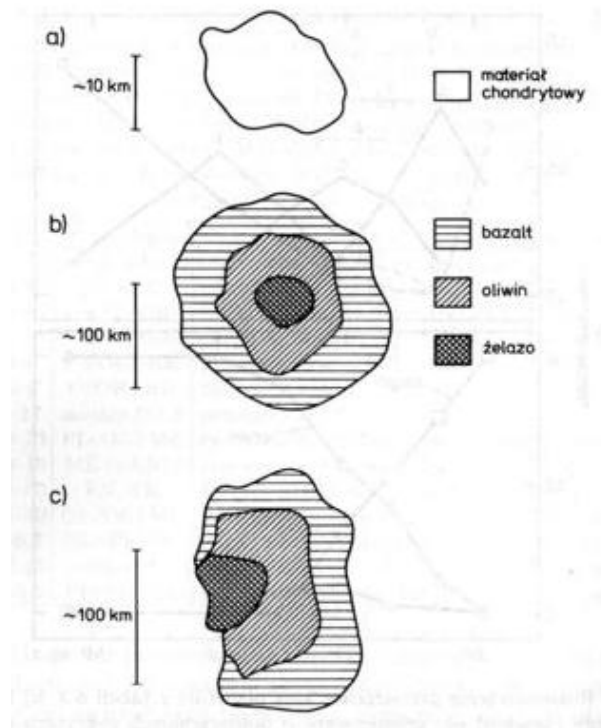 a)
~10 km
materiał
chondrytowy
b)
~100 km
bazalt
oliwin
żelazo
c)
~100 km